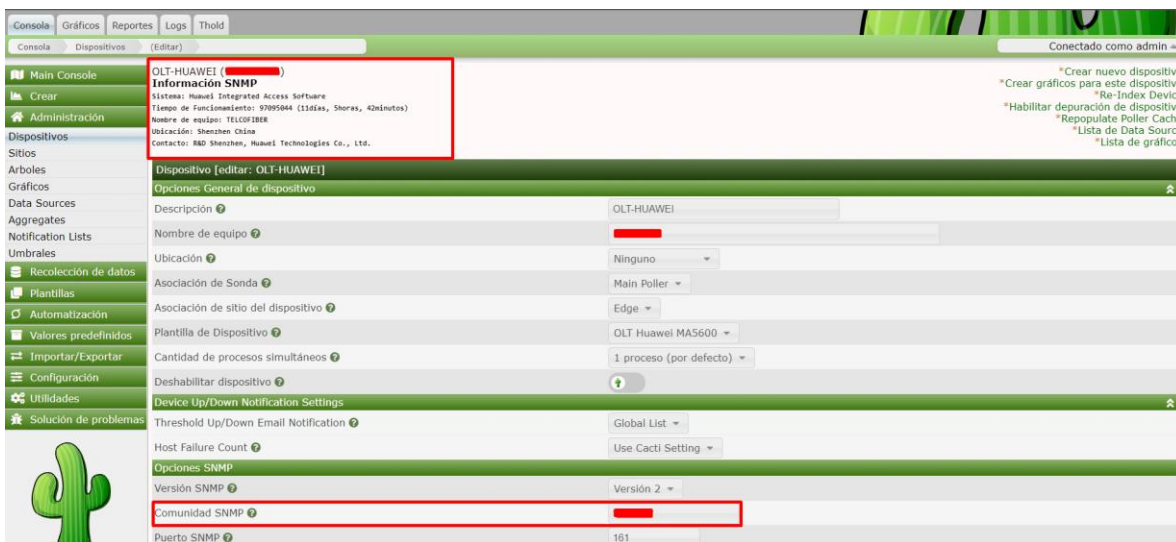 Consola Gráficos Reportes Logs Thold
Consola Dispositivos (Editar) Conectado como admin
Main Console
Crear
Administración
Dispositivos
Sitios
Arboles
Gráficos
Data Sources
Aggregates
Notification Lists
Umbrales
Recolección de datos
Plantillas
Automatización
Valores predefinidos
Importar/Exportar
Configuración
Utilidades
Solución de problemas
OLT-HUAWEI ( )
Información SNMP
Sistema: Huawei Integrated Access Software
Tiempo de Funcionamiento: 97095044 (11días, 5horas, 42minutos)
Nombre de equipo: TELCOFIBER
Ubicación: Shenzhen China
Contacto: R&D Shenzhen, Huawei Technologies Co., Ltd.
*Crear nuevo dispositiv
*Crear gráficos para este dispositiv
*Re-Index Devic
*Habilitar depuración de dispositiv
*Repopulate Poller Cach
*Lista de Data Sourc
*Lista de gráfico
Dispositivo [editar: OLT-HUAWEI]
Opciones General de dispositivo
Descripción OLT-HUAWEI
Nombre de equipo
Ubicación Ninguno
Asociación de Sonda Main Poller
Asociación de sitio del dispositivo Edge
Plantilla de Dispositivo OLT Huawei MA5600
Cantidad de procesos simultáneos 1 proceso (por defecto)
Deshabilitar dispositivo
Device Up/Down Notification Settings
Threshold Up/Down Email Notification Global List
Host Failure Count Use Cacti Setting
Opciones SNMP
Versión SNMP Versión 2
Comunidad SNMP
Puerto SNMP 161